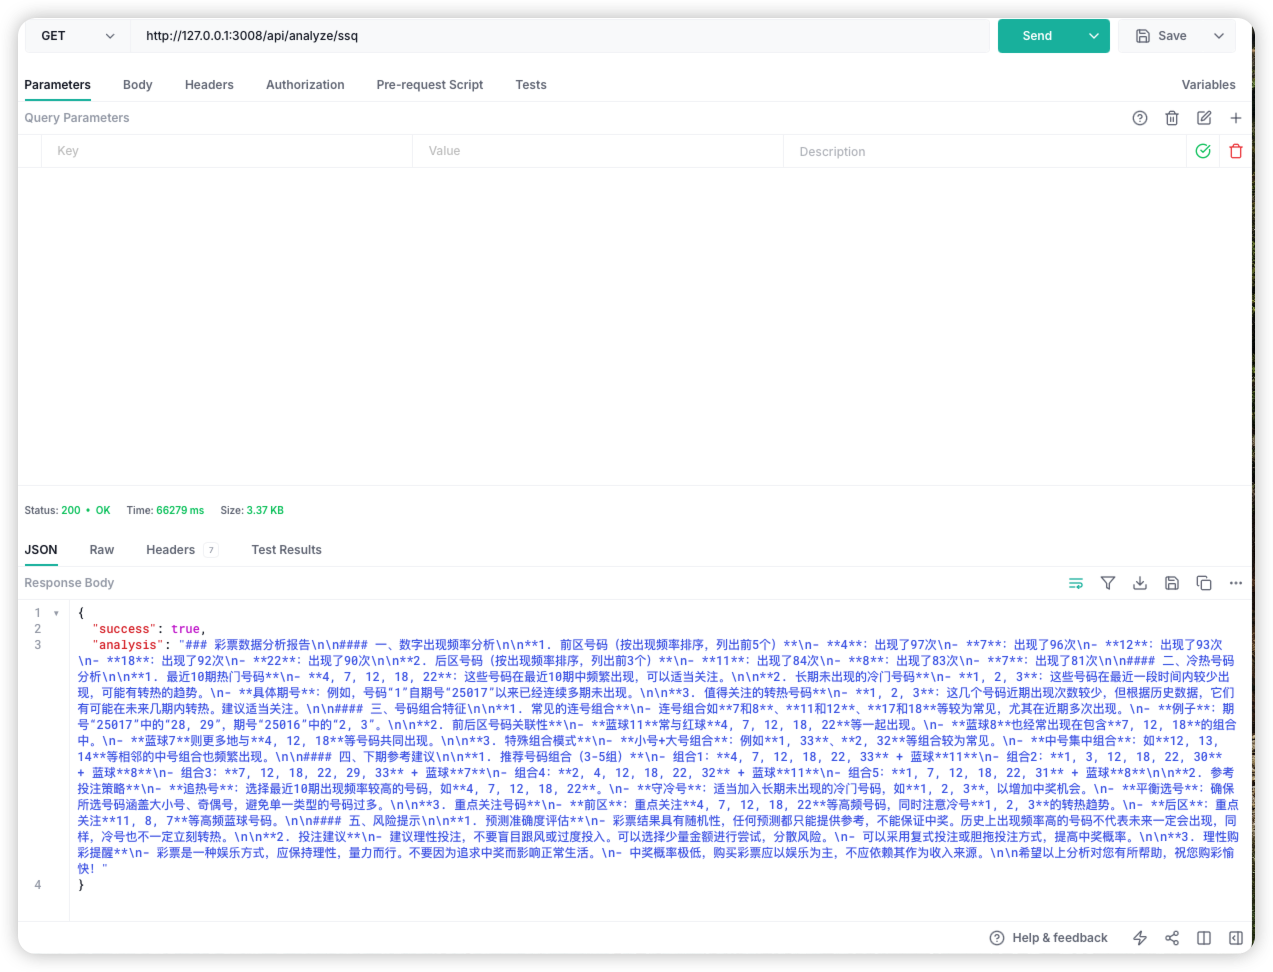 GET
http://127.0.0.1:3008/api/analyze/ssq
Send
Save
Parameters
Body
Headers
Authorization
Pre-request Script
Tests
Variables
Query Parameters
Key
Value
Description
Status: 200 • OK
Time: 66279 ms
Size: 3.37 KB
JSON
Raw
Headers 7
Test Results
Response Body
1 {
2 "success": true,
3 "analysis": "### 彩票数据分析报告\n\n#### 一、数字出现频率分析\n\n**1. 前区号码（按出现频率排序，列出前5个）**\n- **4**: 出现了97次\n- **7**: 出现了96次\n- **12**: 出现了93次
\n- **18**: 出现了92次\n- **22**: 出现了90次\n\n**2. 后区号码（按出现频率排序，列出前3个）**\n- **11**: 出现了84次\n- **8**: 出现了83次\n- **7**: 出现了81次\n\n#### 二、冷热号码
分析\n\n**1. 最近10期热门号码**\n- **4, 7, 12, 18, 22**: 这些号码在最近10期中频繁出现，可以适当关注。\n\n**2. 长期未出现的冷门号码**\n- **1, 2, 3**: 这些号码在最近一段时间内较少出
现，可能有转热的趋势。\n- **具体期号**: 例如，号码“1”自期号“25017”以来已经连续多期未出现。\n\n**3. 值得关注的转热号码**\n- **1, 2, 3**: 这几个号码近期出现次数较少，但根据历史数据，它们
有可能在未来几期内转热。建议适当关注。\n\n#### 三、号码组合特征\n\n**1. 常见的连号组合**\n- 连号组合如**7和8**、**11和12**、**17和18**等较为常见，尤其在近期多次出现。\n- **例子**: 期
号“25017”中的“28, 29”，期号“25016”中的“2, 3”。\n\n**2. 前后区号码关联性**\n- **蓝球11**常与红球**4, 7, 12, 18, 22**等一起出现。\n- **蓝球8**也经常出现在包含**7, 12, 18**的组合
中。\n- **蓝球7**则更多地与**4, 12, 18**等号码共同出现。\n\n**3. 特殊组合模式**\n- **小号+大号组合**: 例如**1, 33**、**2, 32**等组合较为常见。\n- **中号集中组合**: 如**12, 13,
14**等相邻的中号组合也频繁出现。\n\n#### 四、下期参考建议\n\n**1. 推荐号码组合（3-5组）**\n- 组合1: **4, 7, 12, 18, 22, 33** + 蓝球**11**\n- 组合2: **1, 3, 12, 18, 22, 30**
+ 蓝球**8**\n- 组合3: **7, 12, 18, 22, 29, 33** + 蓝球**7**\n- 组合4: **2, 4, 12, 18, 22, 32** + 蓝球**11**\n- 组合5: **1, 7, 12, 18, 22, 31** + 蓝球**8**\n\n**2. 参考
投注策略**\n- **追热号**: 选择最近10期出现频率较高的号码，如**4, 7, 12, 18, 22**。\n- **守冷号**: 适当加入长期未出现的冷门号码，如**1, 2, 3**，以增加中奖机会。\n- **平衡选号**: 确保
所选号码涵盖大小号、奇偶号，避免单一类型的号码过多。\n\n**3. 重点关注号码**\n- **前区**: 重点关注**4, 7, 12, 18, 22**等高频号码，同时注意冷号**1, 2, 3**的转热趋势。\n- **后区**: 重点
关注**11, 8, 7**等高频蓝球号码。\n\n#### 五、风险提示\n\n**1. 预测准确度评估**\n- 彩票结果具有随机性，任何预测都只能提供参考，不能保证中奖。历史上出现频率高的号码不代表未来一定会出现，同
样，冷号也不一定立刻转热。\n\n**2. 投注建议**\n- 建议理性投注，不要盲目跟风或过度投入。可以选择少量金额进行尝试，分散风险。\n- 可以采用复式投注或胆拖投注方式，提高中奖概率。\n\n**3. 理性购
彩提醒**\n- 彩票是一种娱乐方式，应保持理性，量力而行。不要因为追求中奖而影响正常生活。\n- 中奖概率极低，购买彩票应以娱乐为主，不应依赖其作为收入来源。\n\n希望以上分析对您有所帮助，祝您购彩愉
快！"
4 }
Help & feedback